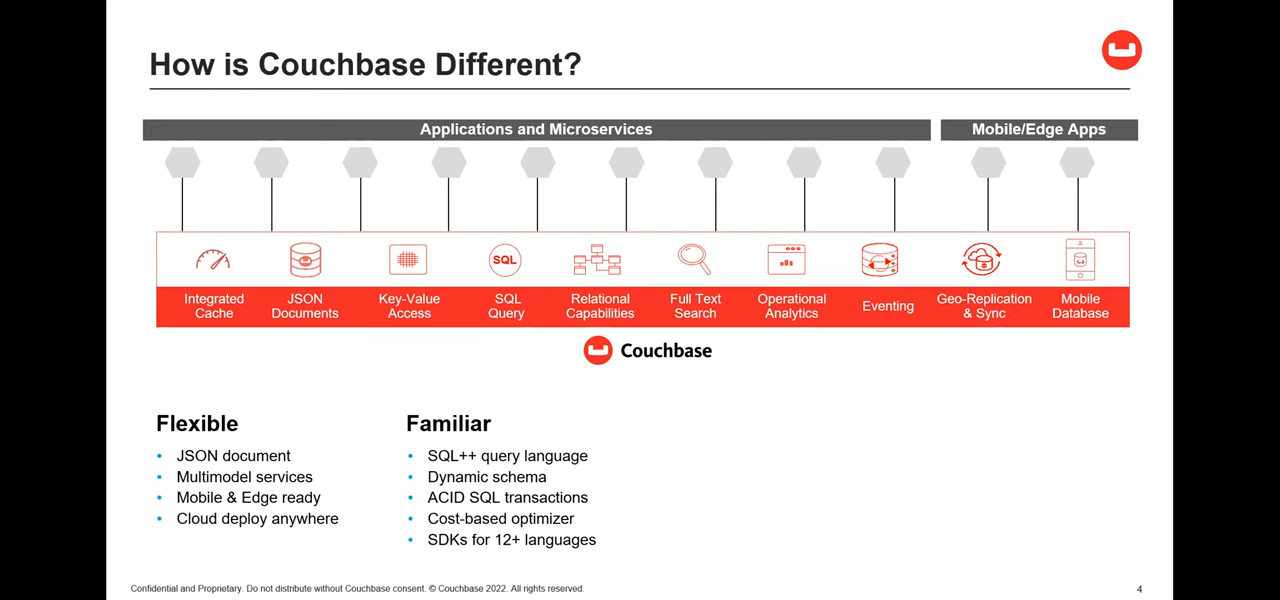 How is Couchbase Different?
Applications and Microservices
Mobile/Edge Apps
SQL
Integrated
Cache
JSON
Documents
Key-Value
Access
SQL
Query
Relational
Capabilities
Full Text
Search
Operational
Analytics
Eventing
Geo-Replication
& Sync
Mobile
Database
Couchbase
Flexible
• JSON document
• Multimodel services
• Mobile & Edge ready
• Cloud deploy anywhere
Familiar
• SQL++ query language
• Dynamic schema
• ACID SQL transactions
• Cost-based optimizer
• SDKs for 12+ languages
Confidential and Proprietary. Do not distribute without Couchbase consent. © Couchbase 2022. All rights reserved.
4